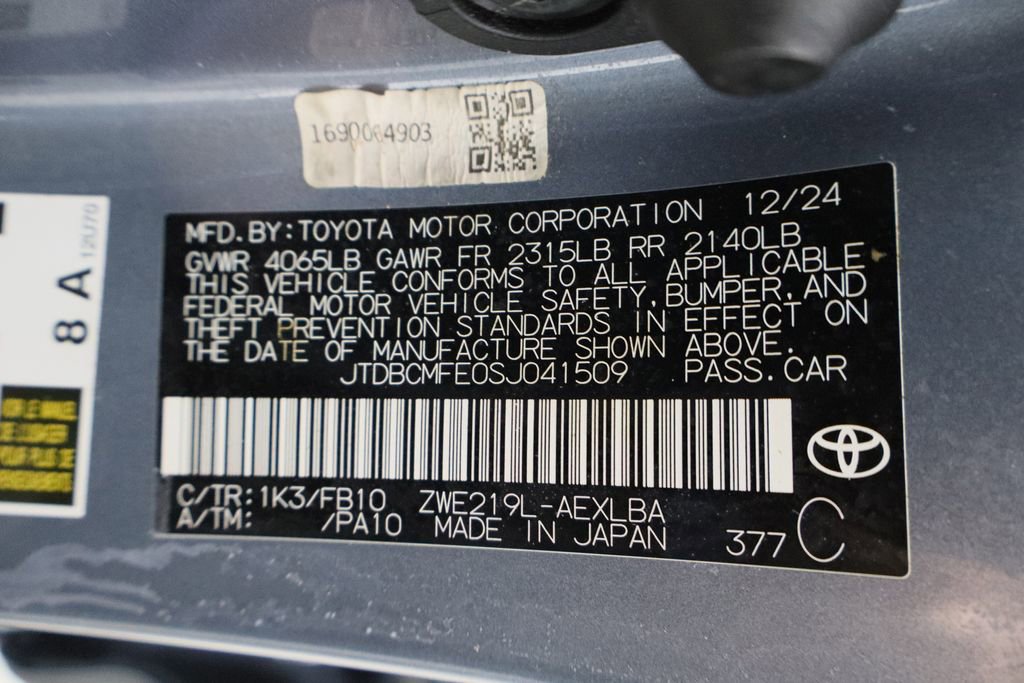 1690064903
MFD.BY:TOYOTA MOTOR CORPORATION 12/24
GVWR 4065LB GAWR FR 2315LB RR 2140LB
THIS VEHICLE CONFORMS TO ALL APPLICABLE
FEDERAL MOTOR VEHICLE SAFETY, BUMPER, AND
THEFT PREVENTION STANDARDS IN EFFECT ON
THE DATE OF MANUFACTURE SHOWN ABOVE.
JTDBCMFE0SJ041509 PASS.CAR
C/TR:1K3/FB10 ZWE219L-AEXLBA
A/TM: /PA10 MADE IN JAPAN
377 C
8 A
12U70